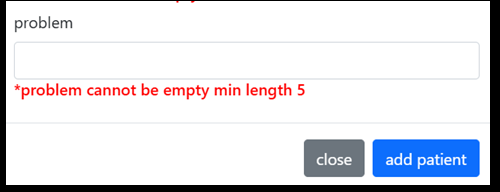 problem
*problem cannot be empty min length 5
close add patient